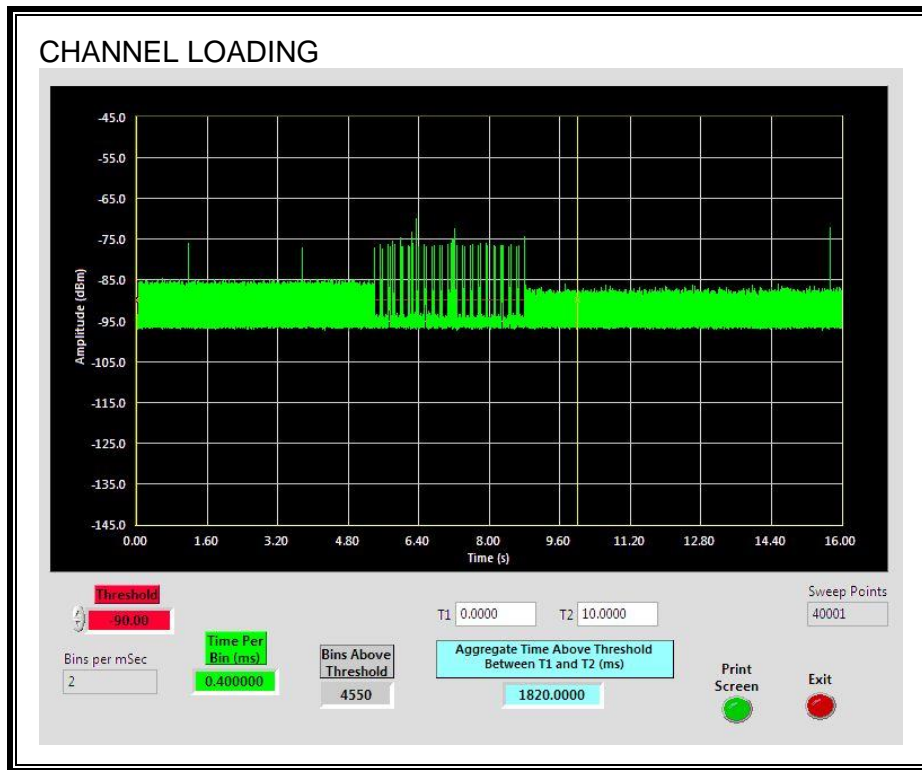 CHANNEL LOADING
Amplitude (dBm)
-45.0
-55.0
-65.0
-75.0
-85.0
-95.0
-105.0
-115.0
-125.0
-135.0
-145.0
0.00 1.60 3.20 4.80 6.40 8.00 9.60 11.20 12.80 14.40 16.00
Time (s)
Threshold
-90.00
Bins per mSec
2
Time Per
Bin (ms)
0.400000
Bins Above
Threshold
4550
T1 0.0000 T2 10.0000
Aggregate Time Above Threshold
Between T1 and T2 (ms)
1820.0000
Print
Screen
Exit
Sweep Points
40001